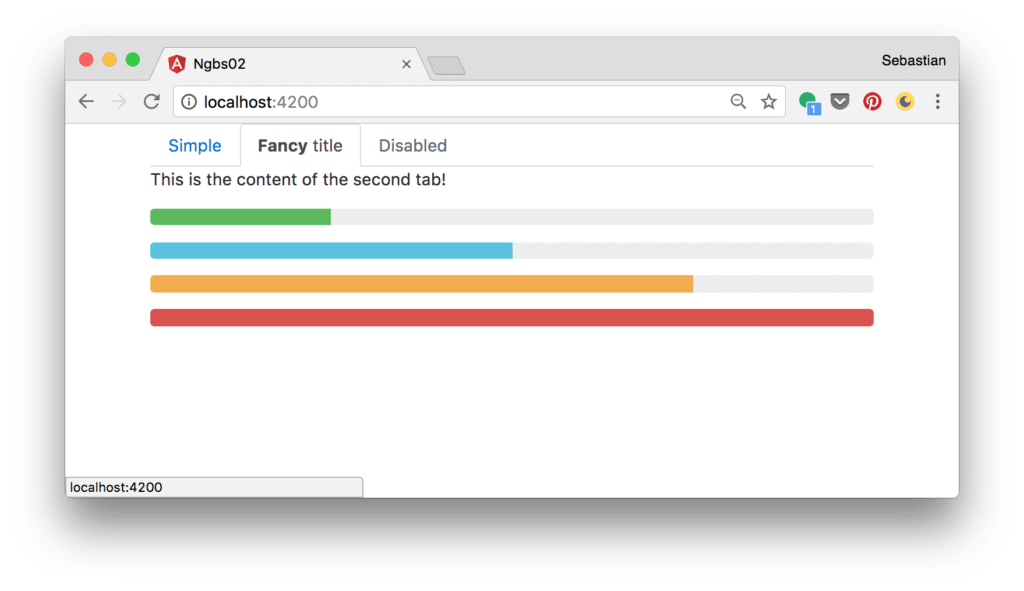 Ngbs02
Sebastian
localhost:4200
1
Simple
Fancy title
Disabled
This is the content of the second tab!
localhost:4200